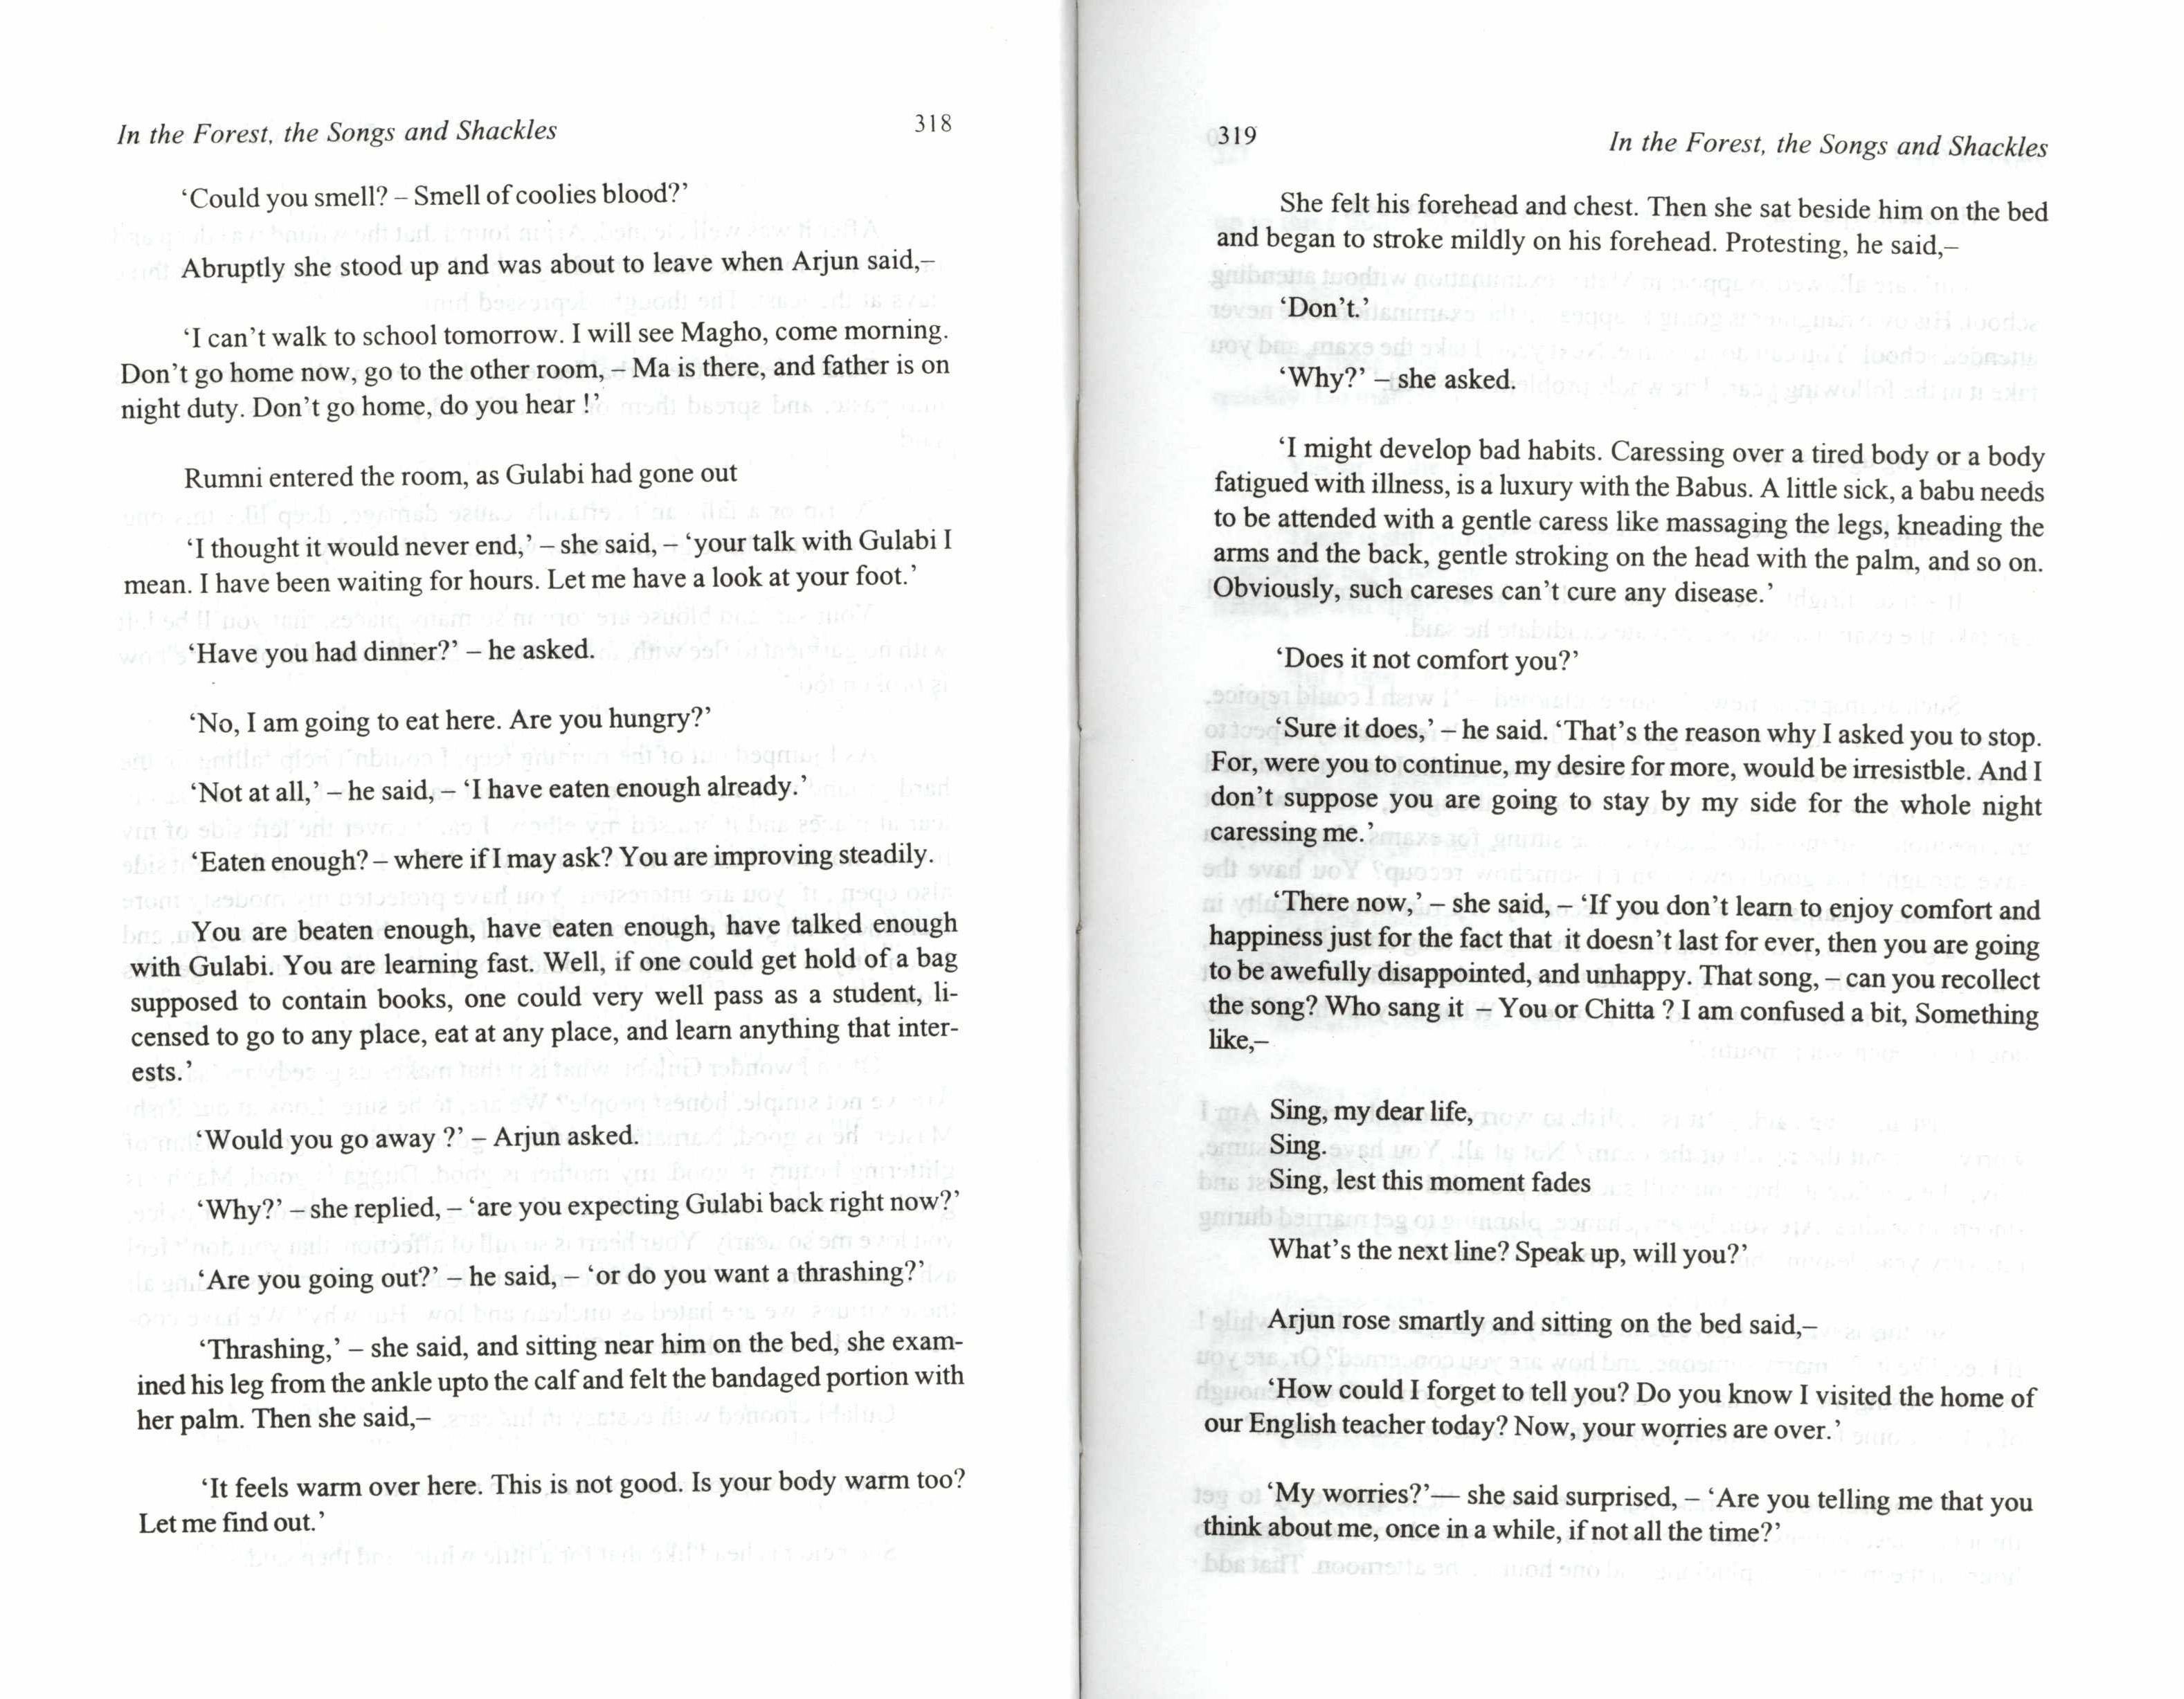 In the Forest, the Songs and Shackles 318
‘Could you smell? – Smell of coolies blood?’
Abruptly she stood up and was about to leave when Arjun said,–
‘I can’t walk to school tomorrow. I will see Magho, come morning.
Don’t go home now, go to the other room, – Ma is there, and father is on
night duty. Don’t go home, do you hear !’
Rumni entered the room, as Gulabi had gone out
‘I thought it would never end,’ – she said, – ‘your talk with Gulabi I
mean. I have been waiting for hours. Let me have a look at your foot.’
‘Have you had dinner?’ – he asked.
‘No, I am going to eat here. Are you hungry?’
‘Not at all,’ – he said, – ‘I have eaten enough already.’
‘Eaten enough? – where if I may ask? You are improving steadily.
You are beaten enough, have eaten enough, have talked enough
with Gulabi. You are learning fast. Well, if one could get hold of a bag
supposed to contain books, one could very well pass as a student, li-
censed to go to any place, eat at any place, and learn anything that inter-
ests.’
‘Would you go away ?’ – Arjun asked.
‘Why?’ – she replied, – ‘are you expecting Gulabi back right now?’
‘Are you going out?’ – he said, – ‘or do you want a thrashing?’
‘Thrashing,’ – she said, and sitting near him on the bed, she exam-
ined his leg from the ankle upto the calf and felt the bandaged portion with
her palm. Then she said,–
‘It feels warm over here. This is not good. Is your body warm too?
Let me find out.’
319 In the Forest, the Songs and Shackles
She felt his forehead and chest. Then she sat beside him on the bed
and began to stroke mildly on his forehead. Protesting, he said,–
‘Don’t.’
‘Why?’ – she asked.
‘I might develop bad habits. Caressing over a tired body or a body
fatigued with illness, is a luxury with the Babus. A little sick, a babu needs
to be attended with a gentle caress like massaging the legs, kneading the
arms and the back, gentle stroking on the head with the palm, and so on.
Obviously, such careses can’t cure any disease.’
‘Does it not comfort you?’
‘Sure it does,’ – he said. ‘That’s the reason why I asked you to stop.
For, were you to continue, my desire for more, would be irresistble. And I
don’t suppose you are going to stay by my side for the whole night
caressing me.’
‘There now,’ – she said, – ‘If you don’t learn to enjoy comfort and
happiness just for the fact that it doesn’t last for ever, then you are going
to be awefully disappointed, and unhappy. That song, – can you recollect
the song? Who sang it – You or Chitta ? I am confused a bit, Something
like,–
Sing, my dear life,
Sing.
Sing, lest this moment fades
What’s the next line? Speak up, will you?’
Arjun rose smartly and sitting on the bed said,–
‘How could I forget to tell you? Do you know I visited the home of
our English teacher today? Now, your worries are over.’
‘My worries?’— she said surprised, – ‘Are you telling me that you
think about me, once in a while, if not all the time?’